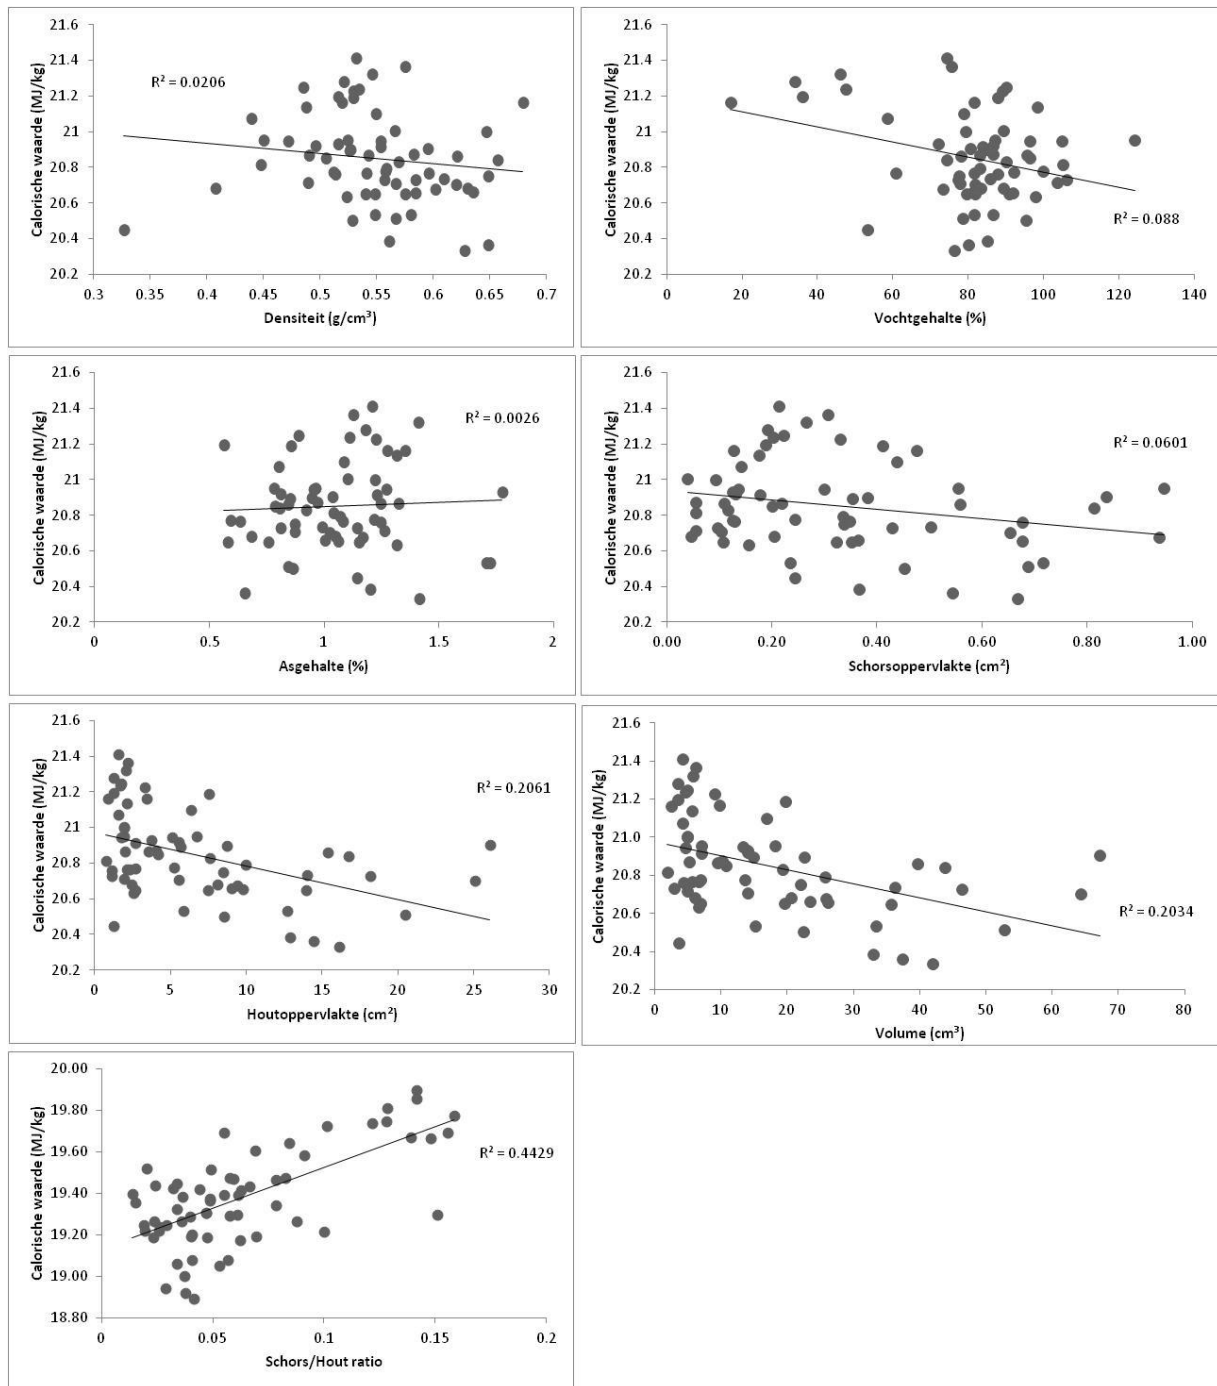 21.6
21.4
21.2
21
20.8
20.6
20.4
20.2
Calorische waarde (MJ/kg)
R² = 0.0206
0.3 0.35 0.4 0.45 0.5 0.55 0.6 0.65 0.7
Densiteit (g/cm³)
21.6
21.4
21.2
21
20.8
20.6
20.4
20.2
Calorische waarde (MJ/kg)
R² = 0.088
0 20 40 60 80 100 120 140
Vochtgehalte (%)
21.6
21.4
21.2
21
20.8
20.6
20.4
20.2
Calorische waarde (MJ/kg)
R² = 0.0026
0 0.5 1 1.5 2
Asgehalte (%)
21.6
21.4
21.2
21
20.8
20.6
20.4
20.2
Calorische waarde (MJ/kg)
R² = 0.0601
0.00 0.20 0.40 0.60 0.80 1.00
Schorsoppervlakte (cm²)
21.6
21.4
21.2
21
20.8
20.6
20.4
20.2
Calorische waarde (MJ/kg)
R² = 0.2061
0 5 10 15 20 25 30
Houtoppervlakte (cm²)
21.6
21.4
21.2
21.0
20.8
20.6
20.4
20.2
Calorische waarde (MJ/kg)
R² = 0.2034
0 10 20 30 40 50 60 70 80
Volume (cm³)
20.00
19.80
19.60
19.40
19.20
19.00
18.80
Calorische waarde (MJ/kg)
R² = 0.4429
0 0.05 0.1 0.15 0.2
Schors/Hout ratio